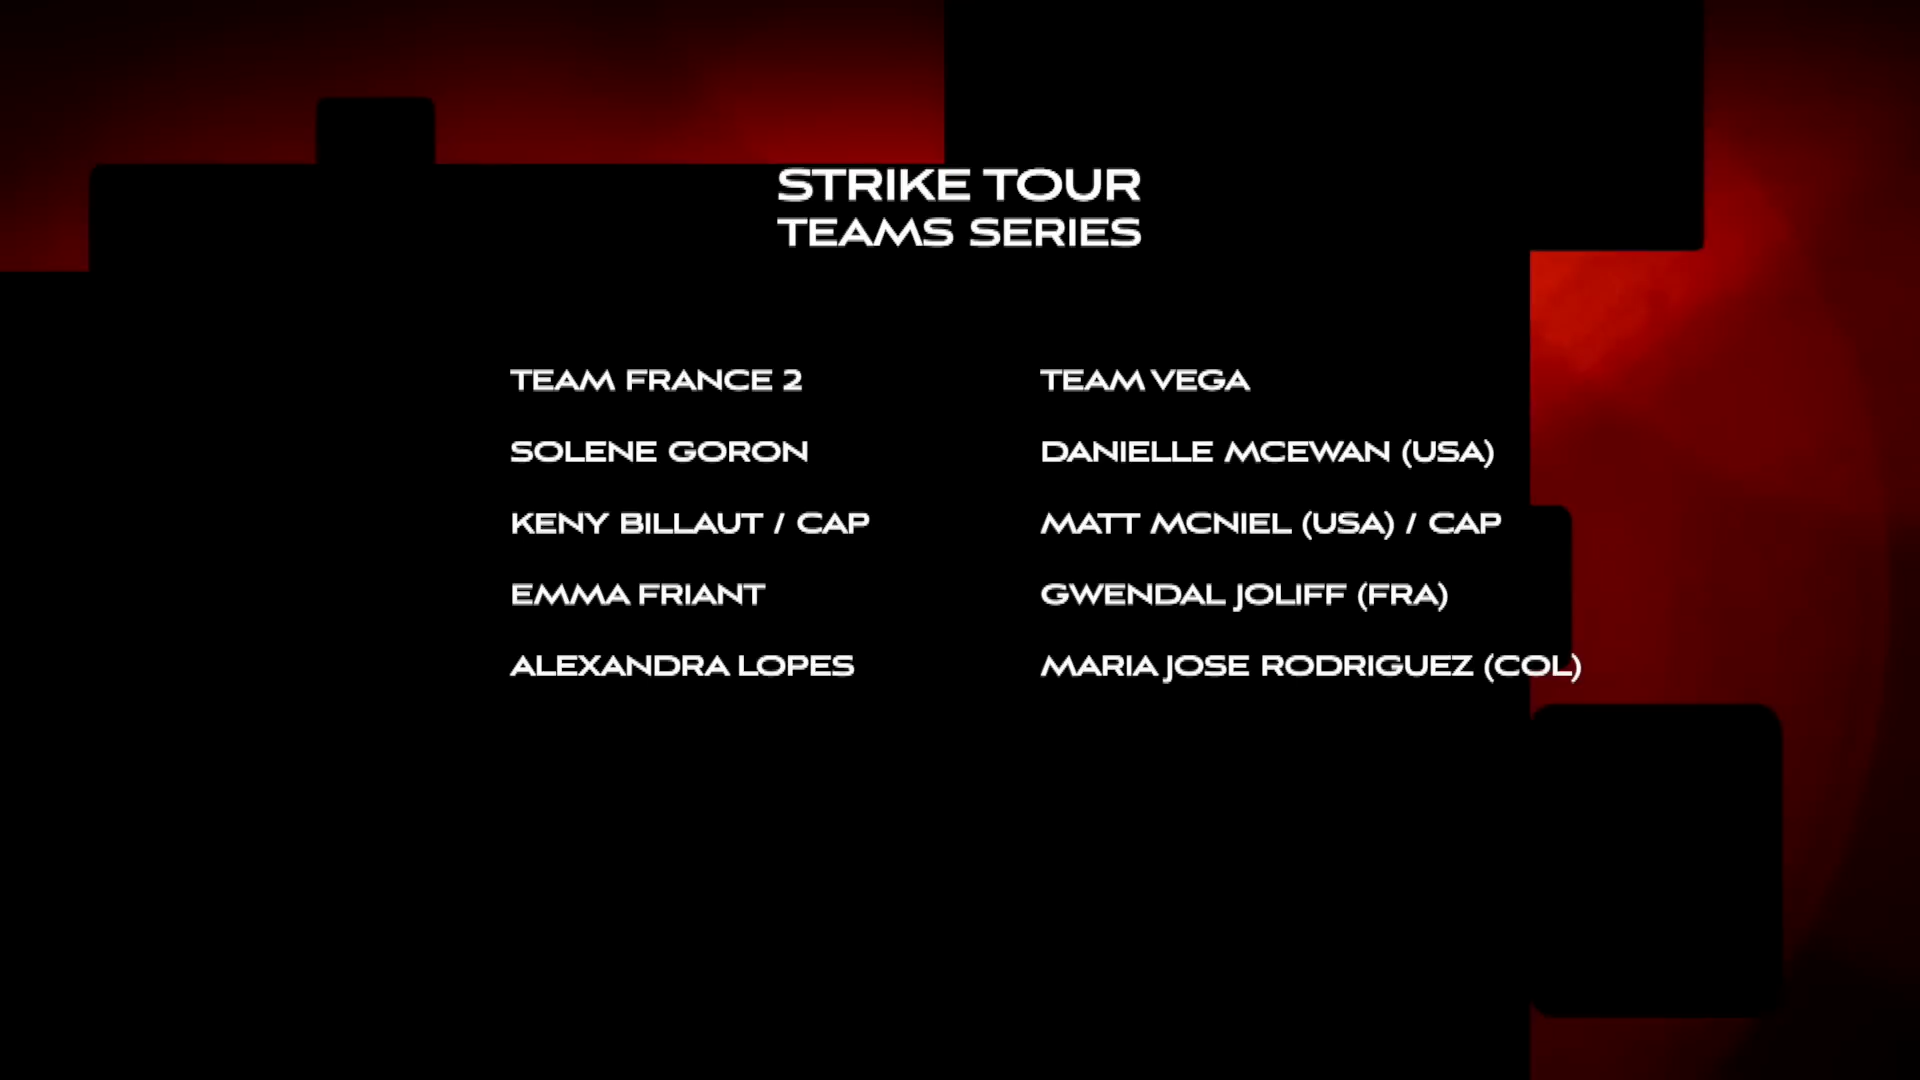 STRIKE TOUR
TEAMS SERIES
TEAM FRANCE 2
SOLENE GORON
KENY BILLAUT / CAP
EMMA FRIANT
ALEXANDRA LOPES
TEAM VEGA
DANIELLE MCEWAN (USA)
MATT MCNIEL (USA) / CAP
GWENDAL JOLIFF (FRA)
MARIA JOSE RODRIGUEZ (COL)